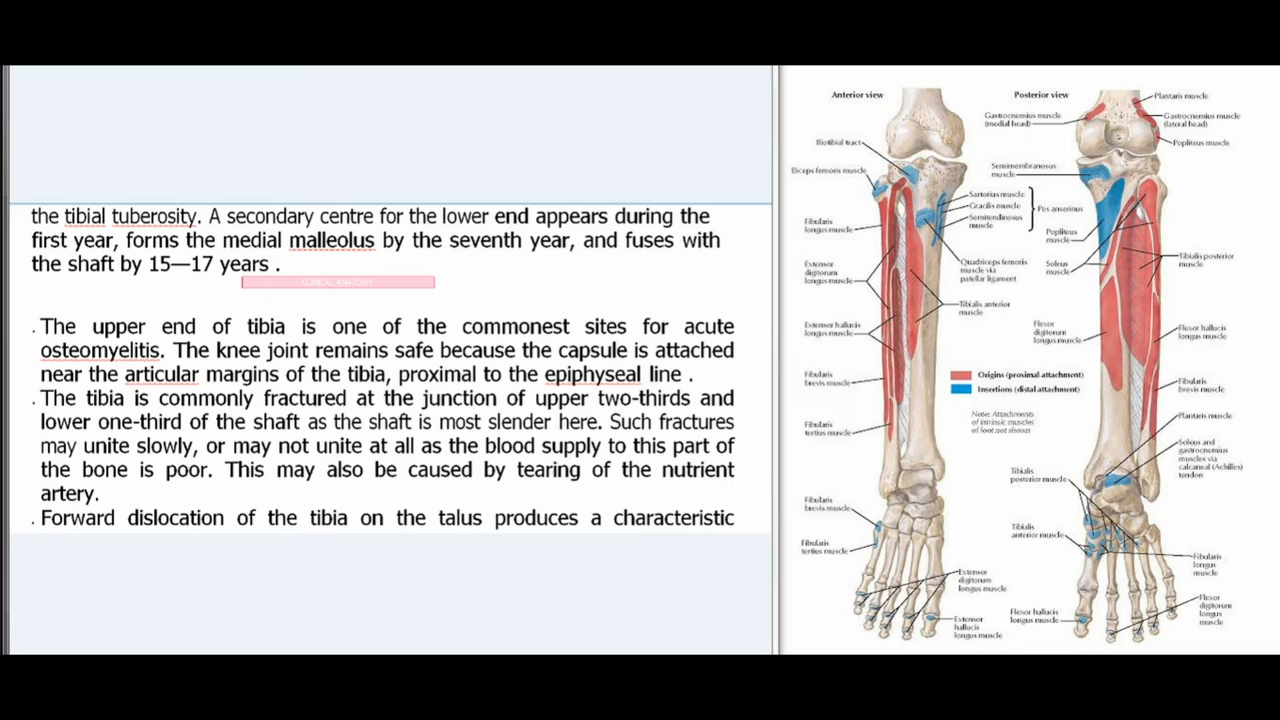 the tibial tuberosity. A secondary centre for the lower end appears during the
first year, forms the medial malleolus by the seventh year, and fuses with
the shaft by 15—17 years .
CLINICAL ANATOMY
. The upper end of tibia is one of the commonest sites for acute
osteomyelitis. The knee joint remains safe because the capsule is attached
near the articular margins of the tibia, proximal to the epiphyseal line .
. The tibia is commonly fractured at the junction of upper two-thirds and
lower one-third of the shaft as the shaft is most slender here. Such fractures
may unite slowly, or may not unite at all as the blood supply to this part of
the bone is poor. This may also be caused by tearing of the nutrient
artery.
. Forward dislocation of the tibia on the talus produces a characteristic
Anterior view
Iliotibial tract
Biceps femoris muscle
Fibularis
longus muscle
Extensor
digitorum
longus muscle
Extensor hallucis
longus muscle
Fibularis
brevis muscle
Fibularis
tertius muscle
Fibularis
brevis muscle
Fibularis
tertius muscle
Sartorius muscle
Gracilis muscle
Semitendinosus
muscle
Pes anserinus
Quadriceps femoris
muscle via
patellar ligament
Tibialis anterior
muscle
Origins (proximal attachment)
Insertions (distal attachment)
Note: Attachments
of intrinsic muscles
of foot not shown
Extensor
digitorum
longus muscle
Extensor
hallucis
longus muscle
Posterior view
Plantaris muscle
Gastrocnemius muscle
(medial head)
Gastrocnemius muscle
(lateral head)
Popliteus muscle
Semimembranosus
muscle
Popliteus
muscle
Soleus
muscle
Tibialis posterior
muscle
Flexor
digitorum
longus muscle
Flexor hallucis
longus muscle
Fibularis
brevis muscle
Plantaris muscle
Soleus and
gastrocnemius
muscles via
calcaneal (Achilles)
tendon
Tibialis
posterior muscle
Tibialis
anterior muscle
Fibularis
longus
muscle
Flexor hallucis
longus muscle
Flexor
digitorum
longus
muscle